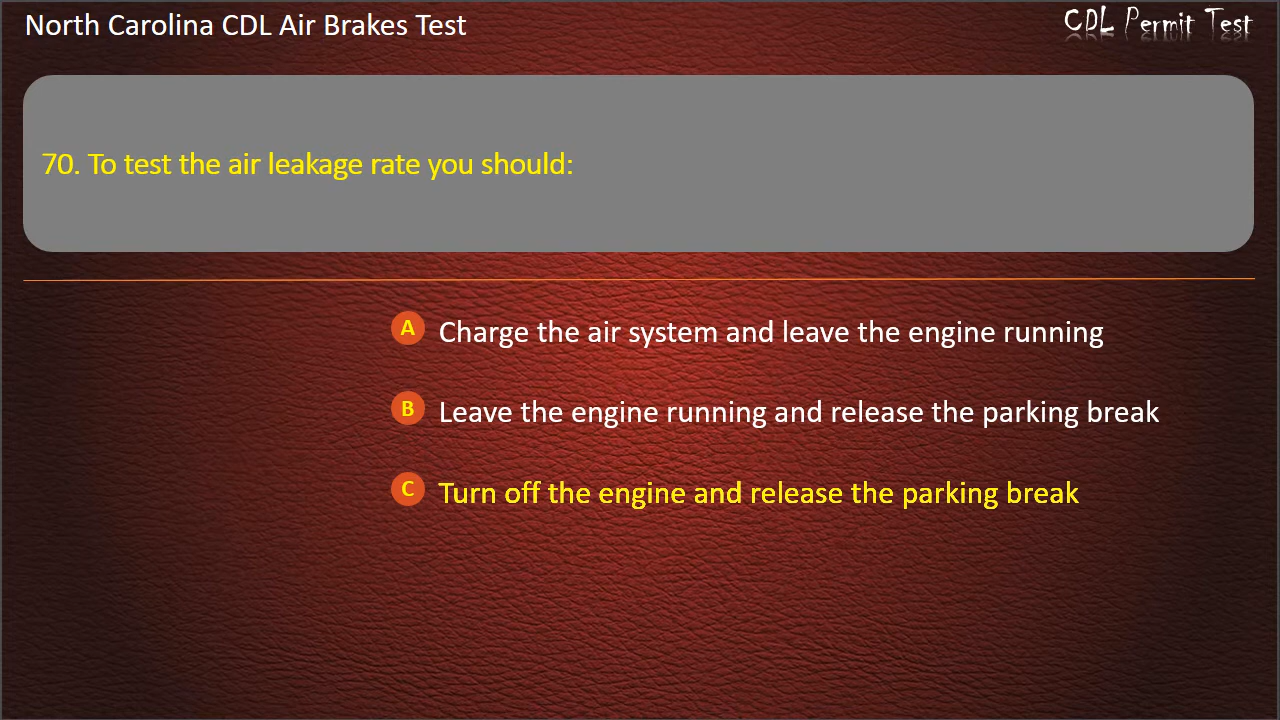 North Carolina CDL Air Brakes Test
CDL Permit Test
70. To test the air leakage rate you should:
A Charge the air system and leave the engine running
B Leave the engine running and release the parking break
C Turn off the engine and release the parking break